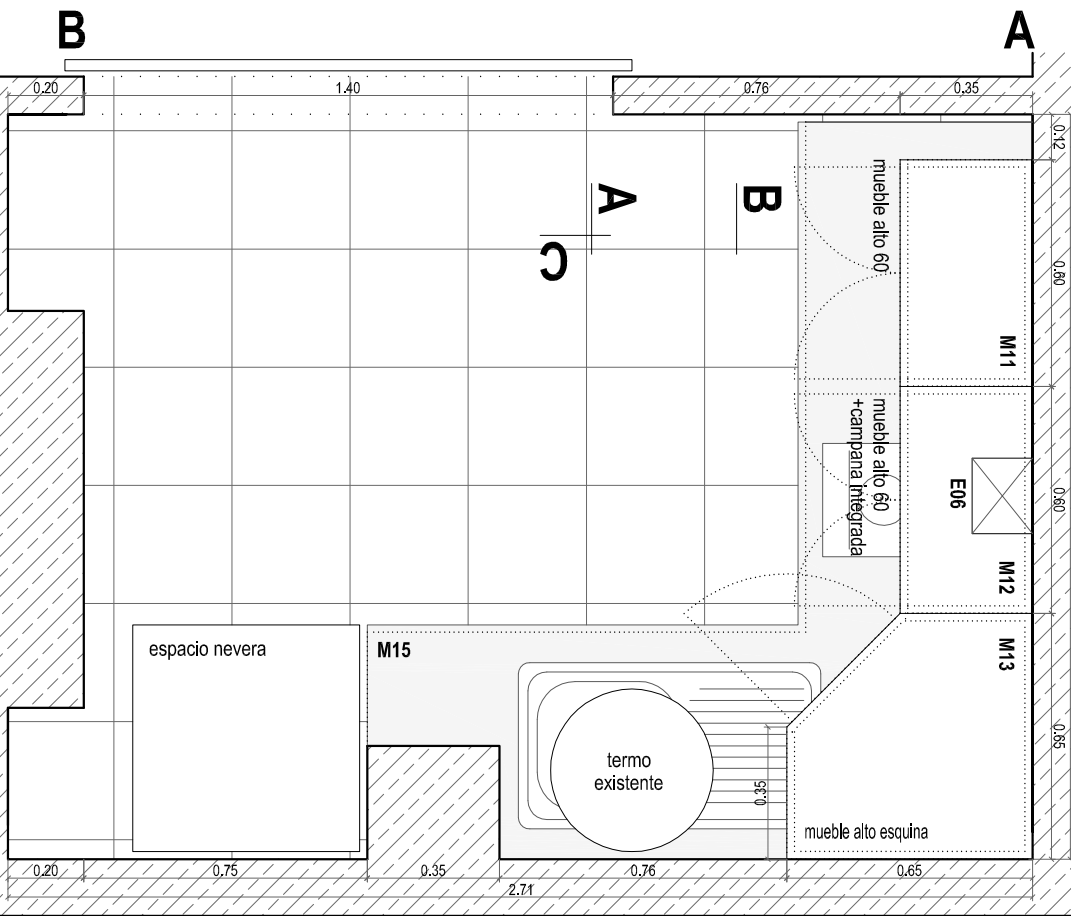 B
A
0.20
1.40
0.76
0.35
0.12
mueble alto 60
A
B
C
0.60
M11
mueble alto 60
+campana integrada
E06
0.60
M12
M13
espacio nevera
M15
0.65
termo
existente
0.35
mueble alto esquina
0.20
0.75
0.35
0.76
0.65
2.71